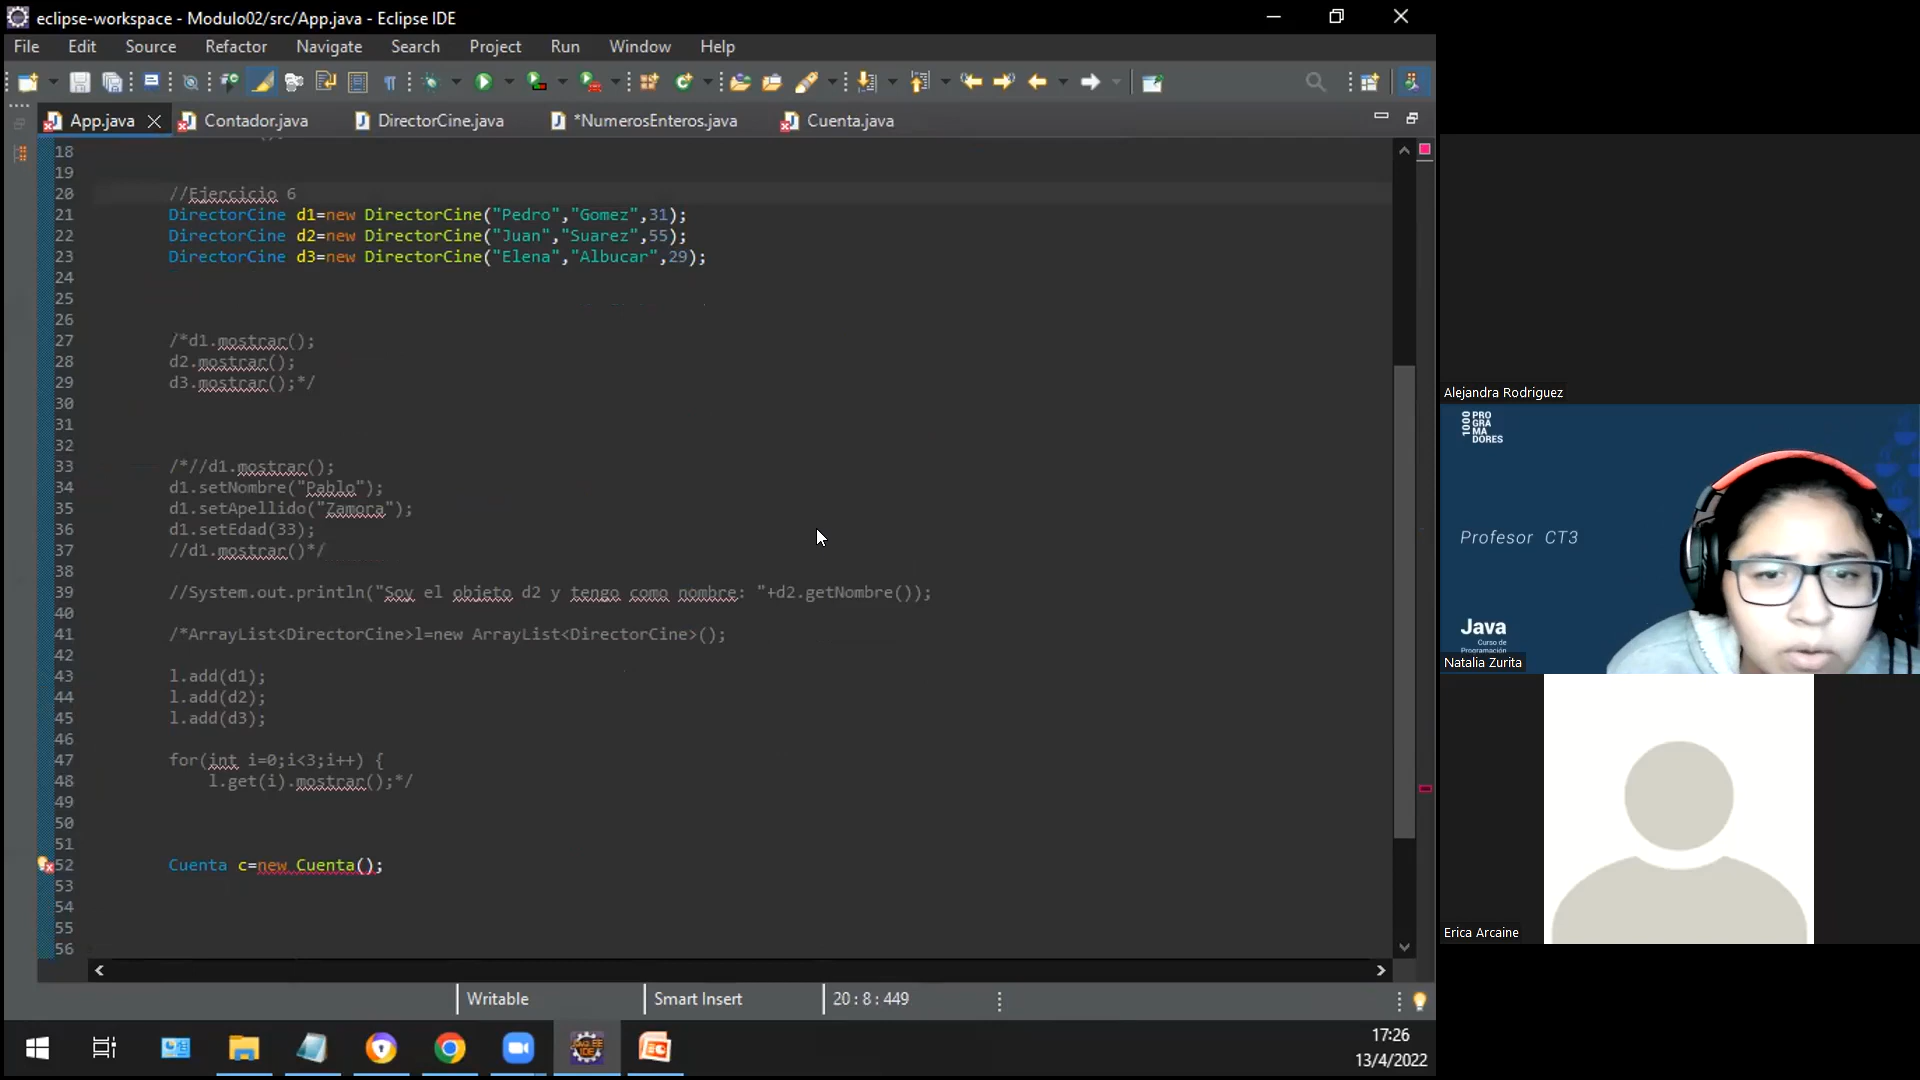 eclipse-workspace - Modulo02/src/App.java - Eclipse IDE
File Edit Source Refactor Navigate Search Project Run Window Help
App.java Contador.java DirectorCine.java *NumerosEnteros.java Cuenta.java
18
19
20 //Ejercicio 6
21 DirectorCine d1=new DirectorCine("Pedro","Gomez",31);
22 DirectorCine d2=new DirectorCine("Juan","Suarez",55);
23 DirectorCine d3=new DirectorCine("Elena","Albucar",29);
24
25
26
27 /*d1.mostrar();
28 d2.mostrar();
29 d3.mostrar();*/
30
31
32
33 /*//d1.mostrar();
34 d1.setNombre("Pablo");
35 d1.setApellido("Zamora");
36 d1.setEdad(33);
37 //d1.mostrar()*/
38
39 //System.out.println("Soy el objeto d2 y tengo como nombre: "+d2.getNombre());
40
41 /*ArrayList<DirectorCine>l=new ArrayList<DirectorCine>();
42
43 l.add(d1);
44 l.add(d2);
45 l.add(d3);
46
47 for(int i=0;i<3;i++) {
48 l.get(i).mostrar();*/
49
50
51
52 Cuenta c=new Cuenta();
53
54
55
56
Writable Smart Insert 20 : 8 : 449
17:26
13/4/2022
Alejandra Rodriguez
1000
PRO
GRA
MA
DORES
Profesor CT3
Java
Curso de
Programación
Natalia Zurita
Erica Arcaine